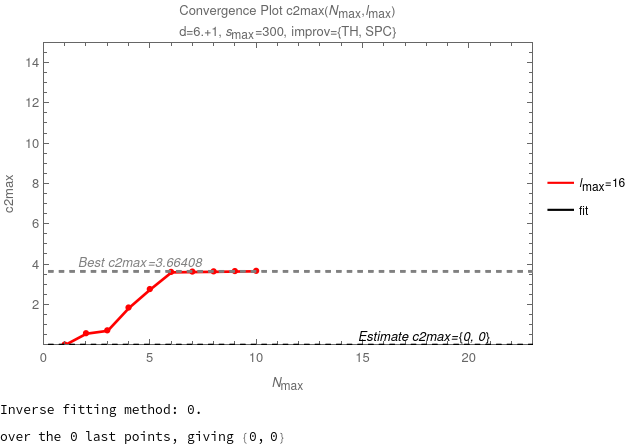 Convergence Plot c2max(Nmax,lmax)
d=6.+1, smax=300, improv={TH, SPC}
14
12
10
8
6
4
2
c2max
Best c2max=3.66408
Estimate c2max={0, 0}
0 5 10 15 20
Nmax
lmax=16
fit
Inverse fitting method: 0.
over the 0 last points, giving {0, 0}